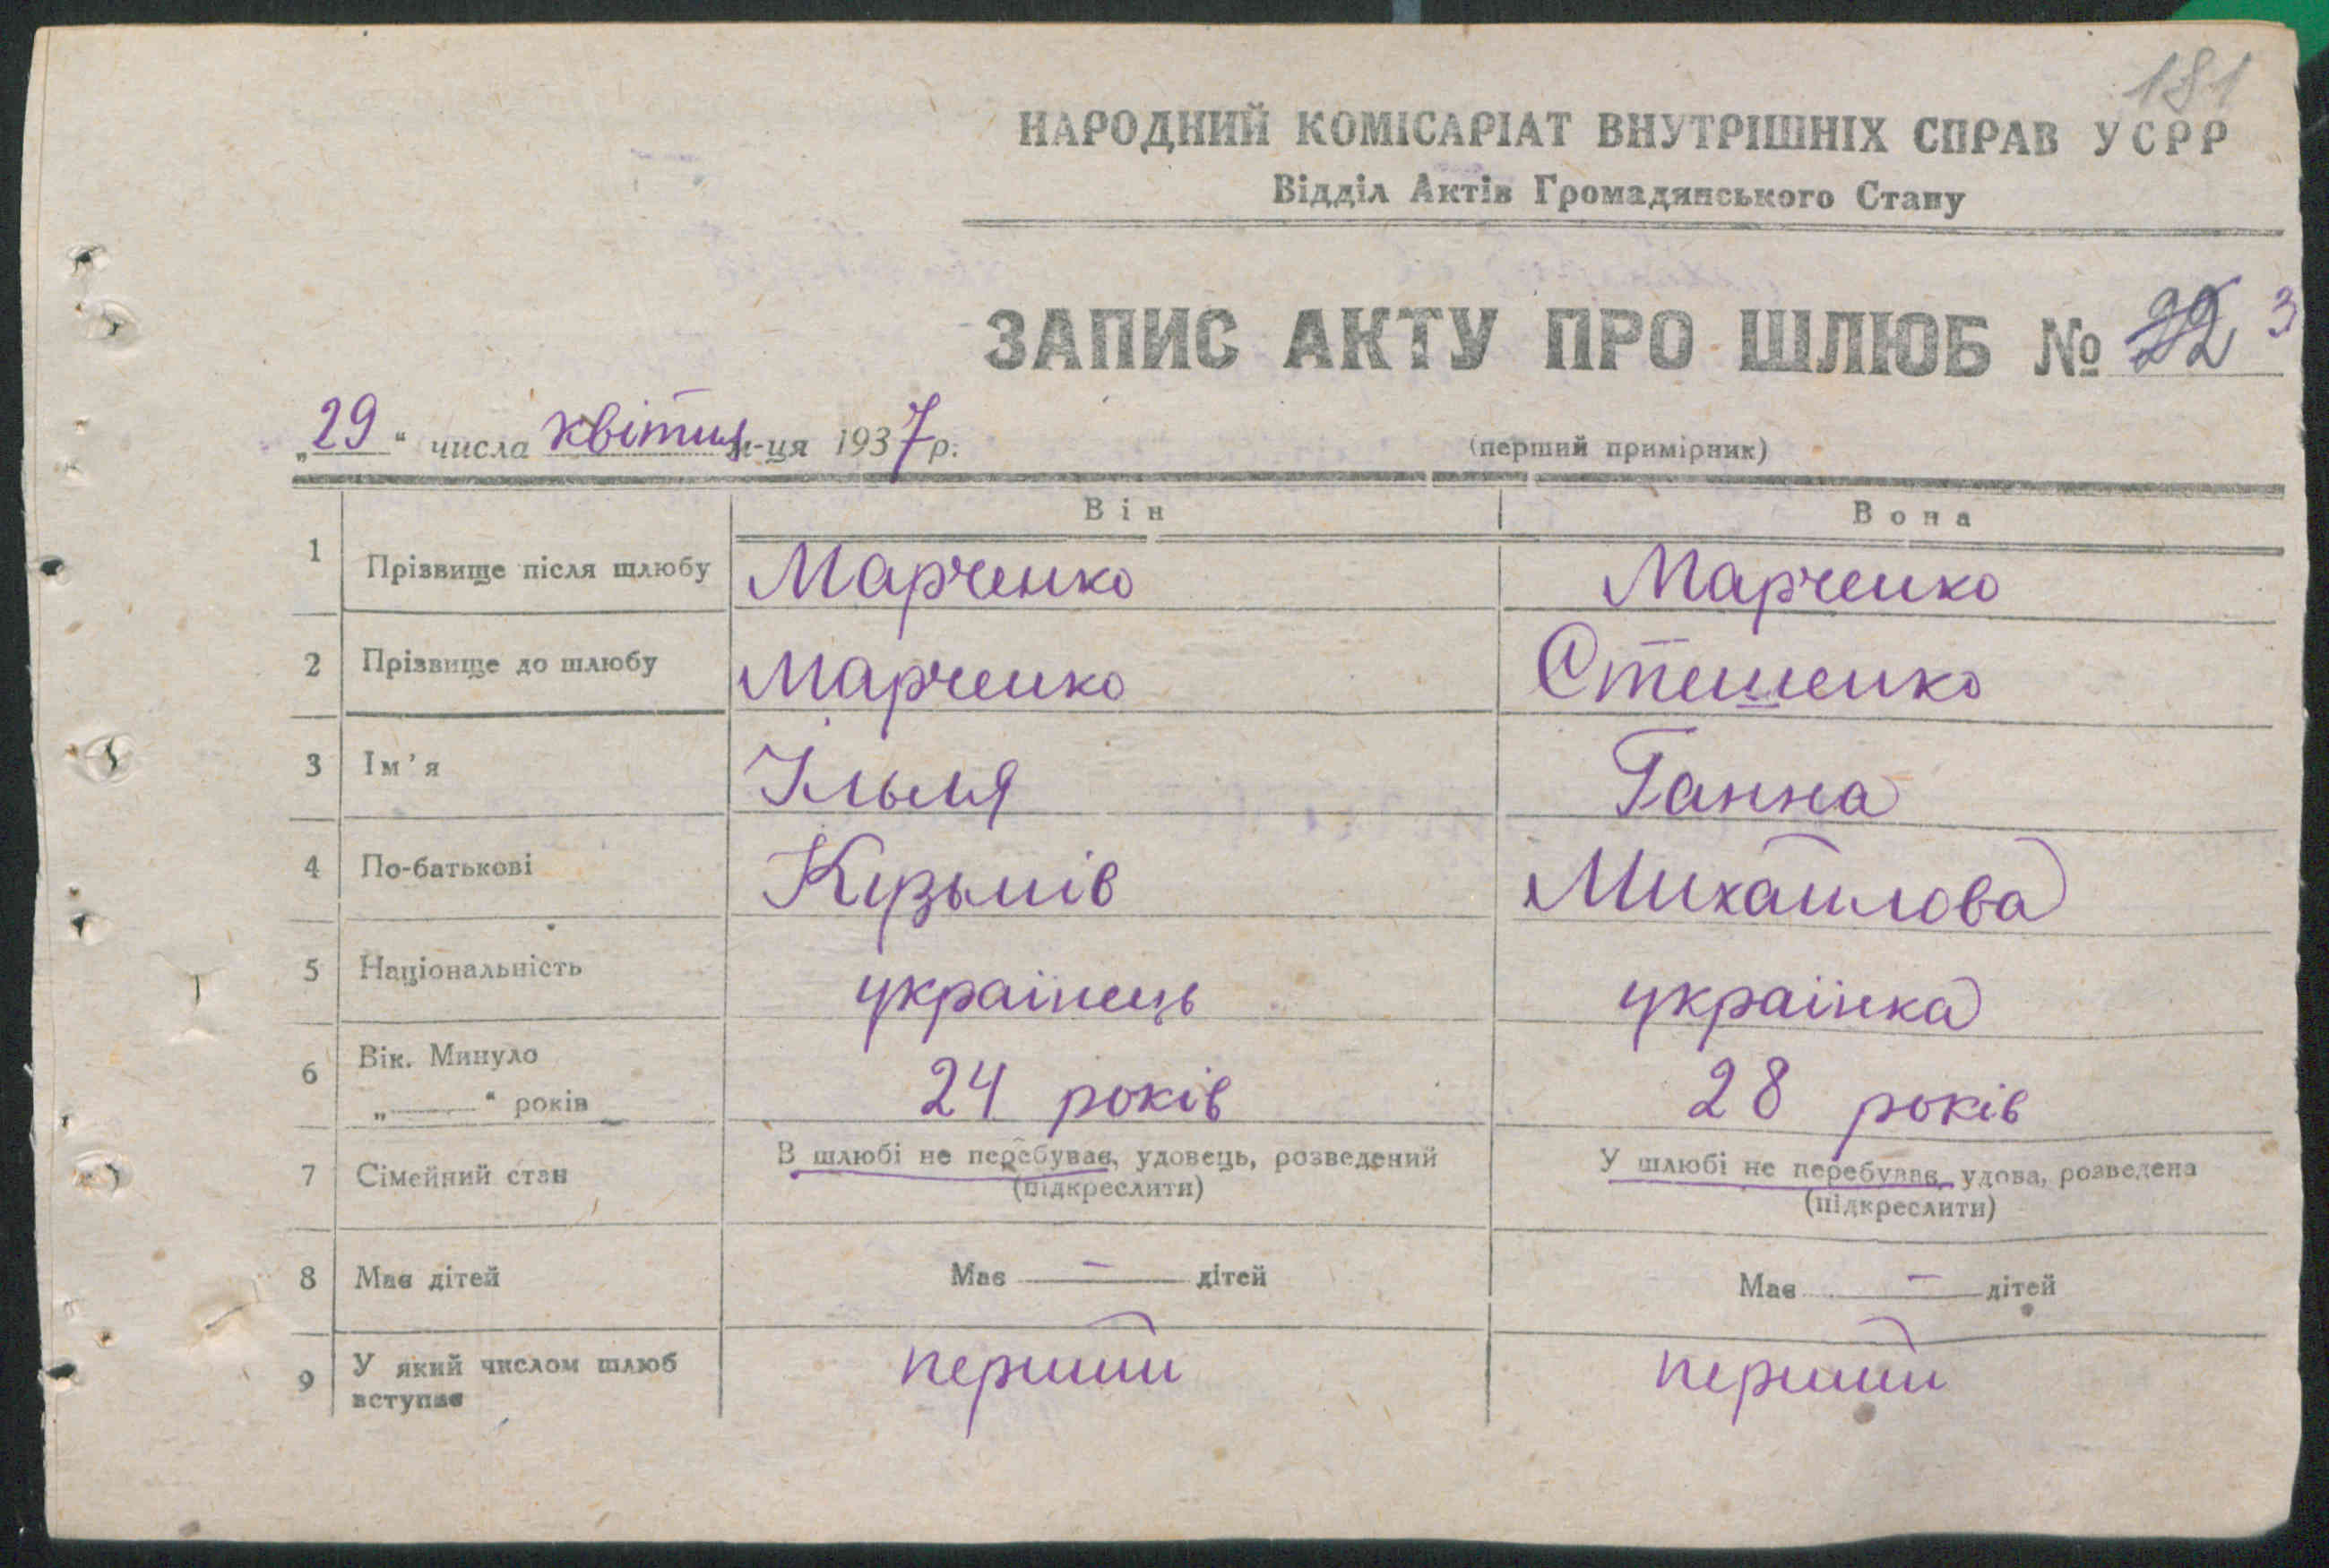 181
НАРОДНИЙ КОМІСАРІАТ ВНУТРІШНІХ СПРАВ УСРР
Відділ Актів Громадянського Стану
ЗАПИС АКТУ ПРО ШЛЮБ № 22 3
„29“ числа квітня м-ця 1937 р.
(перший примірник)
Він Вона
1 Прізвище після шлюбу Марченко Марченко
2 Прізвище до шлюбу Марченко Стешенко
3 Ім'я Ілья Ганна
4 По-батькові Кузьмів Михайлова
5 Національність українець українка
6 Вік. Минуло
„ “ років 24 років 28 років
7 Сімейний стан В шлюбі не перебуває, удовець, розведений У шлюбі не перебуває, удова, розведена
(підкреслити) (підкреслити)
8 Має дітей Має — дітей Має — дітей
9 У який числом шлюб вступає перший перший